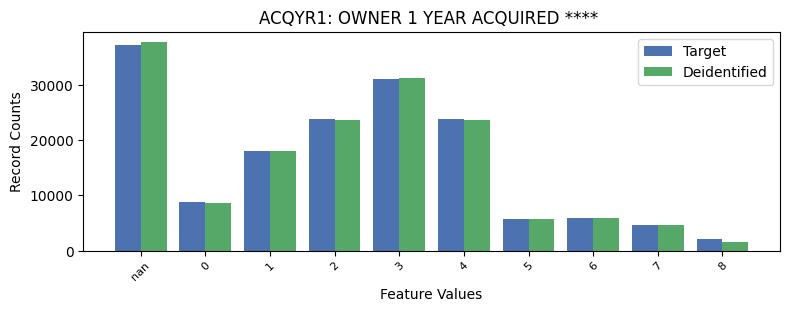 ACQYR1: OWNER 1 YEAR ACQUIRED ****
Target
Deidentified
Record Counts
30000
20000
10000
0
nan 0 1 2 3 4 5 6 7 8
Feature Values